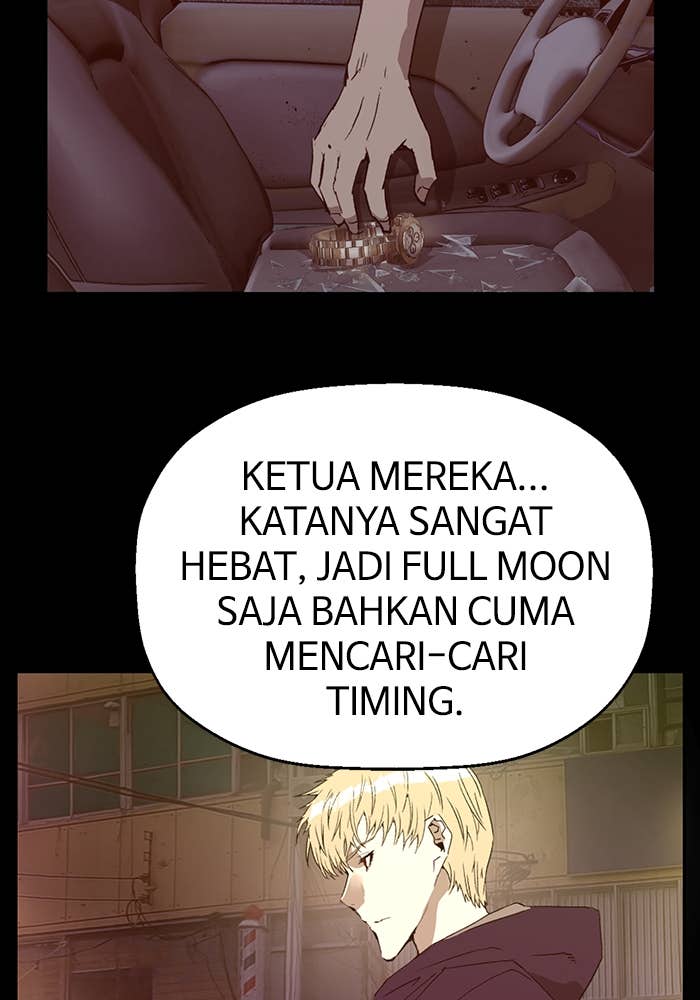 KETUA MEREKA...
KATANYA SANGAT
HEBAT, JADI FULL MOON
SAJA BAHKAN CUMA
MENCARI-CARI
TIMING.